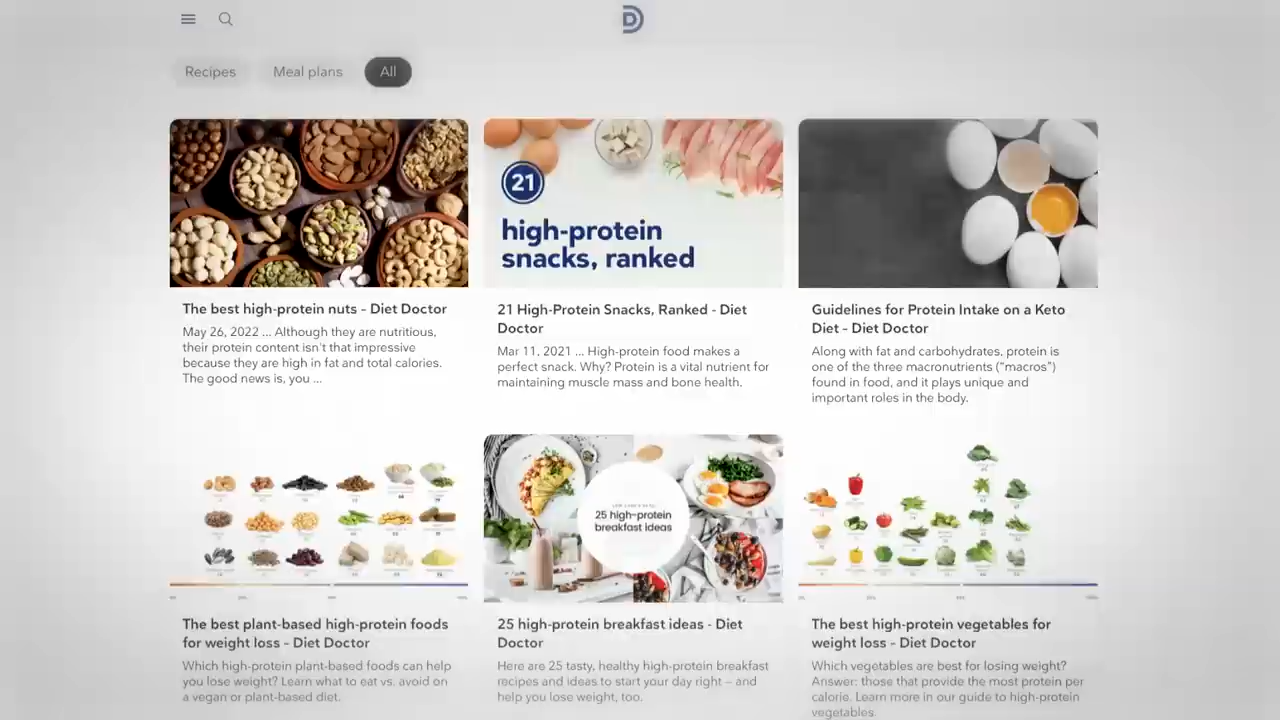 D
Recipes
Meal plans
All
21
high-protein
snacks, ranked
The best high-protein nuts – Diet Doctor
May 26, 2022 ... Although they are nutritious,
their protein content isn't that impressive
because they are high in fat and total calories.
The good news is, you ...
21 High-Protein Snacks, Ranked - Diet
Doctor
Mar 11, 2021 ... High-protein food makes a
perfect snack. Why? Protein is a vital nutrient for
maintaining muscle mass and bone health.
Guidelines for Protein Intake on a Keto
Diet – Diet Doctor
Along with fat and carbohydrates, protein is
one of the three macronutrients (“macros”)
found in food, and it plays unique and
important roles in the body.
25 high-protein
breakfast ideas
The best plant-based high-protein foods
for weight loss – Diet Doctor
Which high-protein plant-based foods can help
you lose weight? Learn what to eat vs. avoid on
a vegan or plant-based diet.
25 high-protein breakfast ideas - Diet
Doctor
Here are 25 tasty, healthy high-protein breakfast
recipes and ideas to start your day right – and
help you lose weight, too.
The best high-protein vegetables for
weight loss – Diet Doctor
Which vegetables are best for losing weight?
Answer: those that provide the most protein per
calorie. Learn more in our guide to high-protein
vegetables.